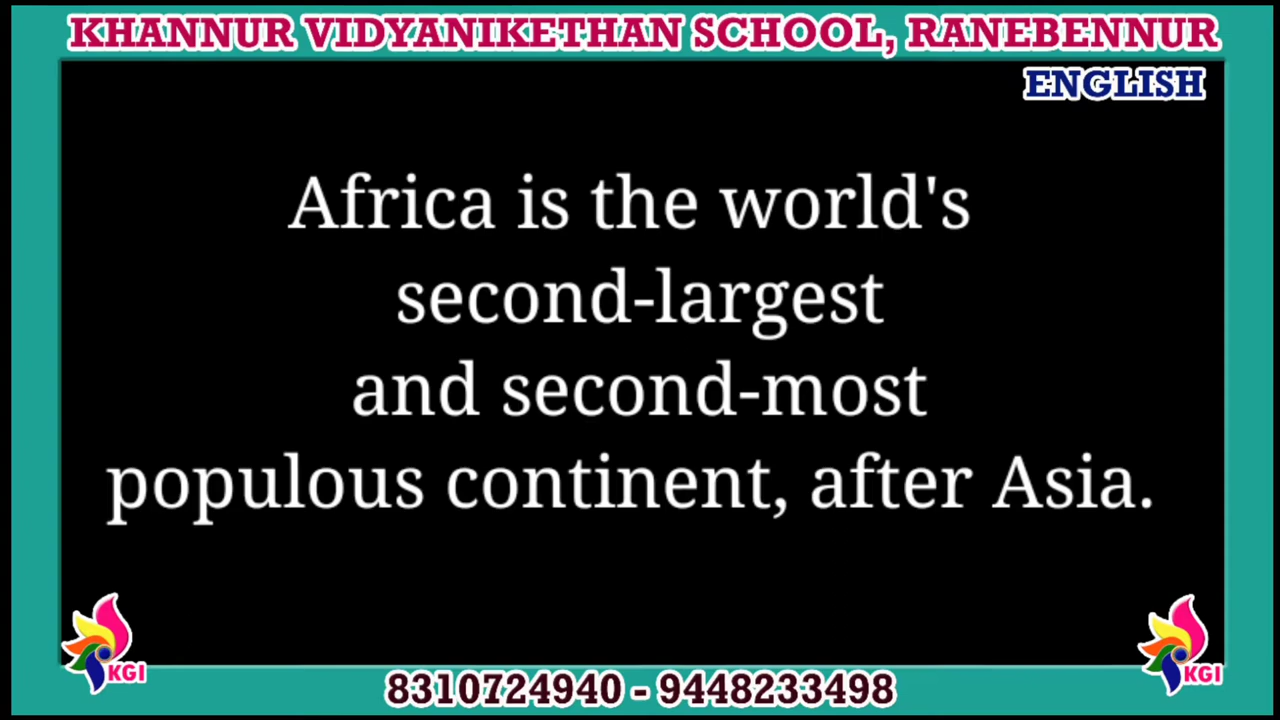 KHANNUR VIDYANIKETHAN SCHOOL, RANEBENNUR
ENGLISH
Africa is the world's
second-largest
and second-most
populous continent, after Asia.
KGI
KGI
8310724940 - 9448233498